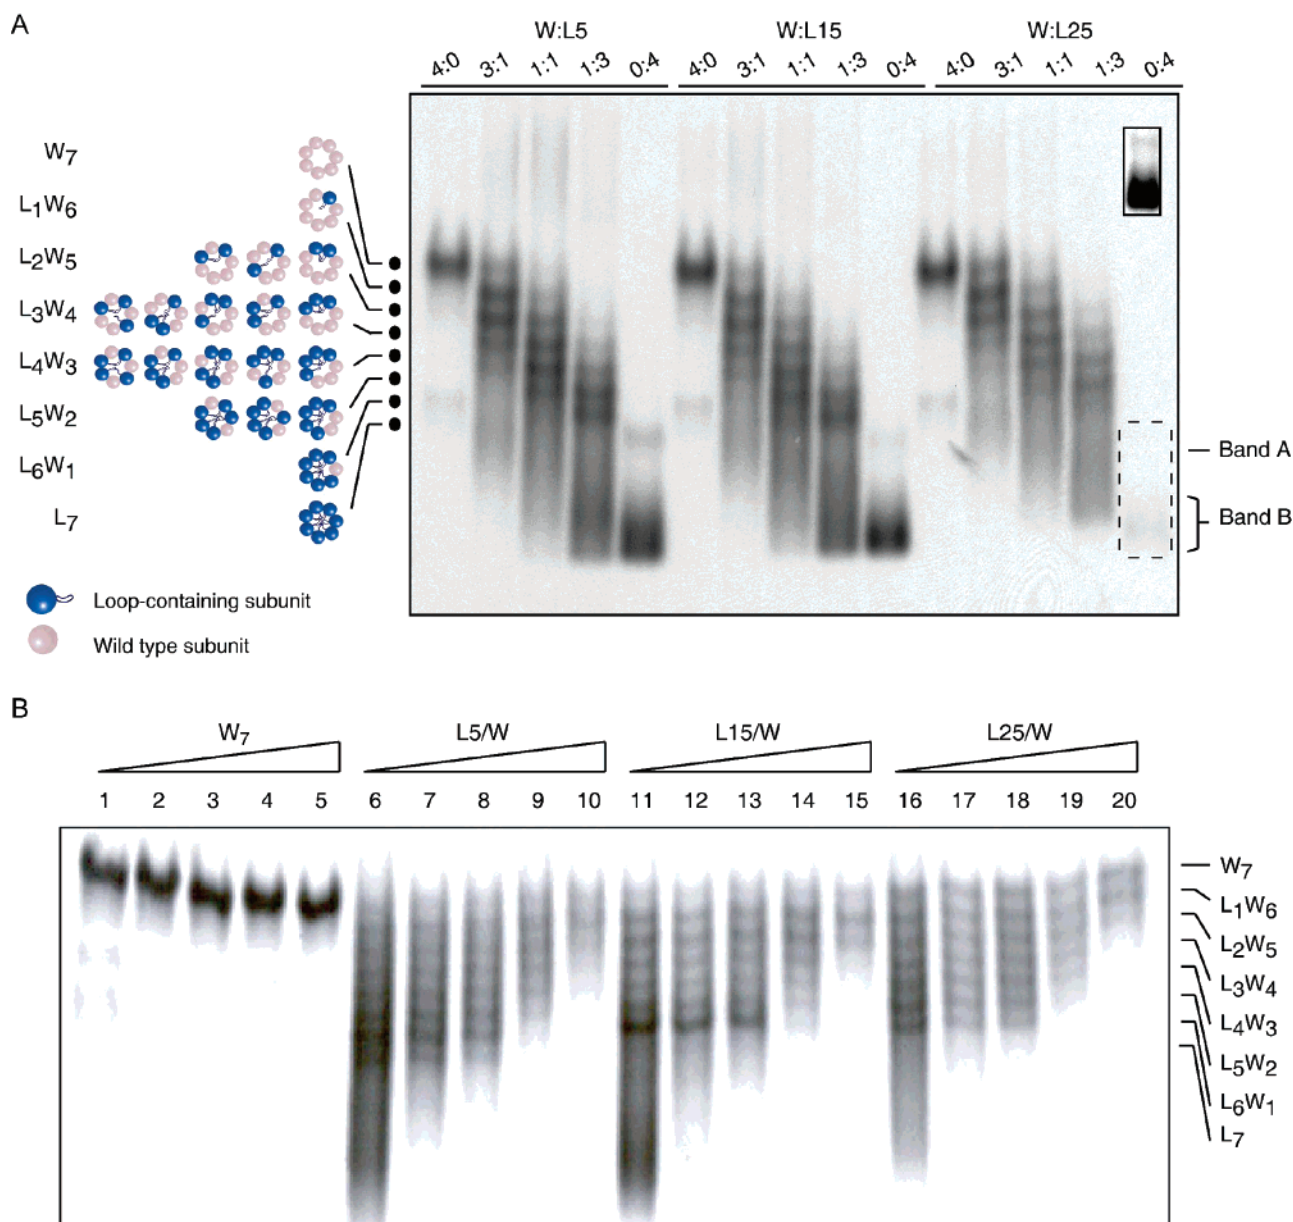 A
W:L5 W:L15 W:L25
4:0 3:1 1:1 1:3 0:4 4:0 3:1 1:1 1:3 0:4 4:0 3:1 1:1 1:3 0:4
W7
L1W6
L2W5
L3W4
L4W3
L5W2
L6W1
L7
Band A
Band B
Loop-containing subunit
Wild type subunit
B
W7 L5/W L15/W L25/W
1 2 3 4 5 6 7 8 9 10 11 12 13 14 15 16 17 18 19 20
W7
L1W6
L2W5
L3W4
L4W3
L5W2
L6W1
L7